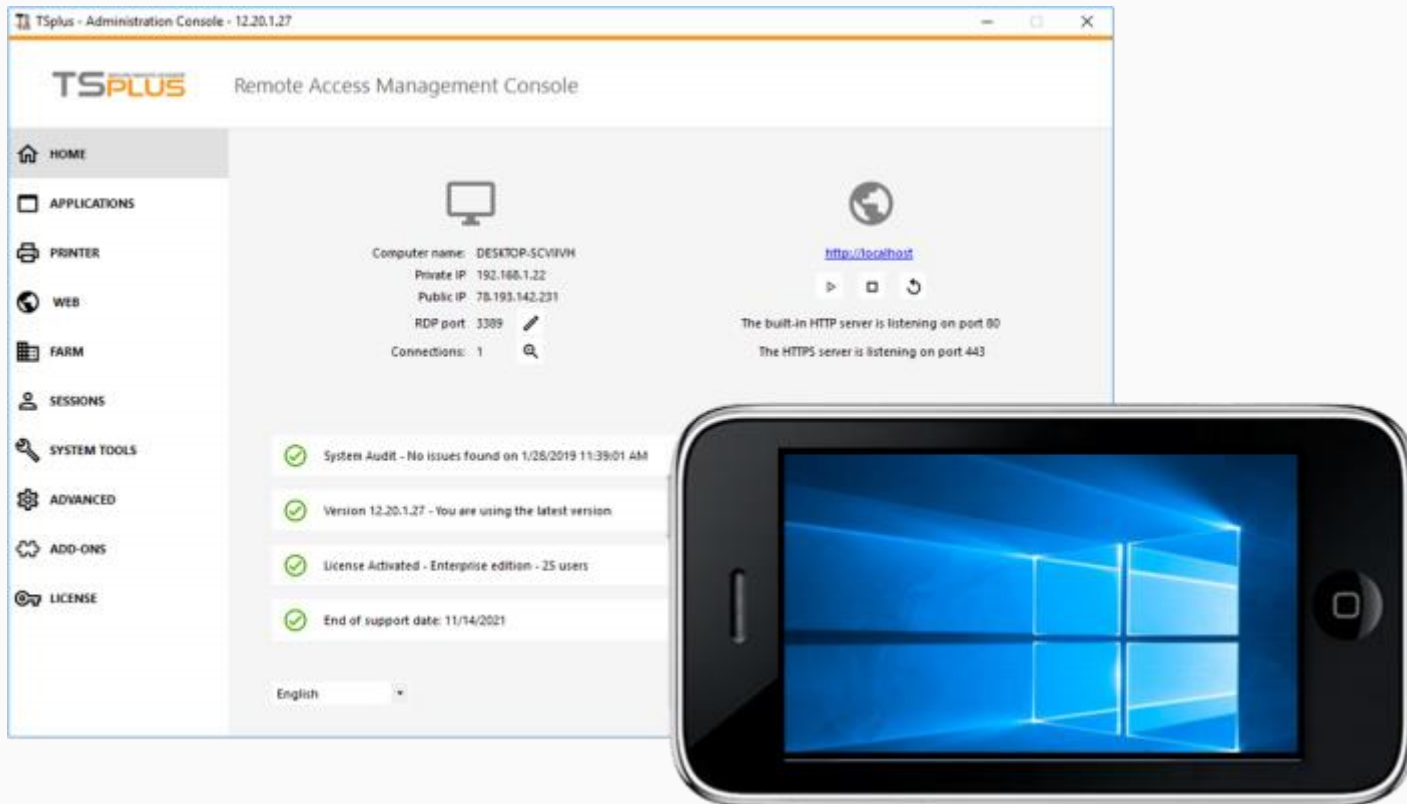 TSplus - Administration Console - 12.20.1.27
TSPLUS
Remote Access Management Console
HOME
APPLICATIONS
PRINTER
WEB
FARM
SESSIONS
SYSTEM TOOLS
ADVANCED
ADD-ONS
LICENSE
Computer name: DESKTOP-SCVIIVH
Private IP 192.168.1.22
Public IP 78.193.142.231
RDP port 3389
Connections: 1
http://localhost
The built-in HTTP server is listening on port 80
The HTTPS server is listening on port 443
System Audit - No issues found on 1/28/2019 11:39:01 AM
Version 12.20.1.27 - You are using the latest version
License Activated - Enterprise edition - 25 users
End of support date: 11/14/2021
English